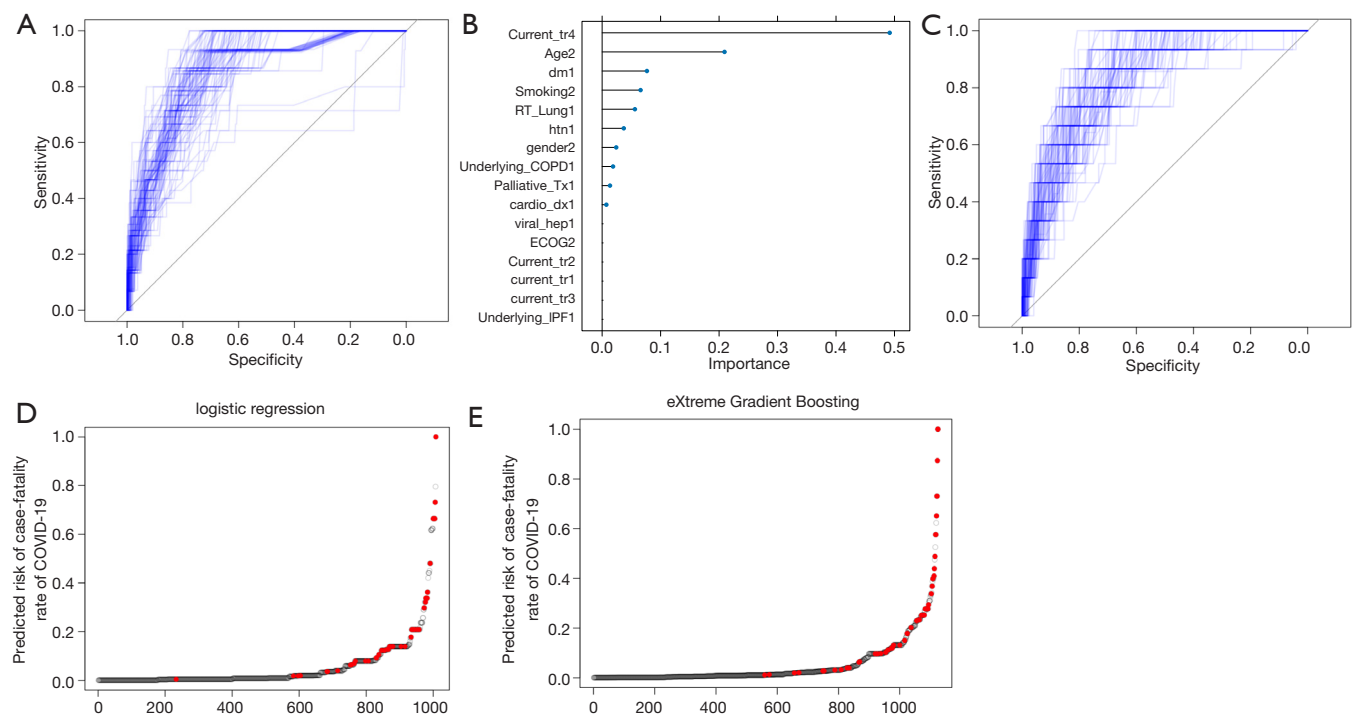 A
1.0
0.8
0.6
0.4
0.2
0.0
Sensitivity
1.0 0.8 0.6 0.4 0.2 0.0
Specificity
B
Current_tr4
Age2
dm1
Smoking2
RT_Lung1
htn1
gender2
Underlying_COPD1
Palliative_Tx1
cardio_dx1
viral_hep1
ECOG2
Current_tr2
current_tr1
current_tr3
Underlying_IPF1
0.0 0.1 0.2 0.3 0.4 0.5
Importance
C
1.0
0.8
0.6
0.4
0.2
0.0
Sensitivity
1.0 0.8 0.6 0.4 0.2 0.0
Specificity
D
logistic regression
Predicted risk of case-fatality
rate of COVID-19
1.0
0.8
0.6
0.4
0.2
0.0
0 200 400 600 800 1000
E
eXtreme Gradient Boosting
Predicted risk of case-fatality
rate of COVID-19
1.0
0.8
0.6
0.4
0.2
0.0
0 200 400 600 800 1000